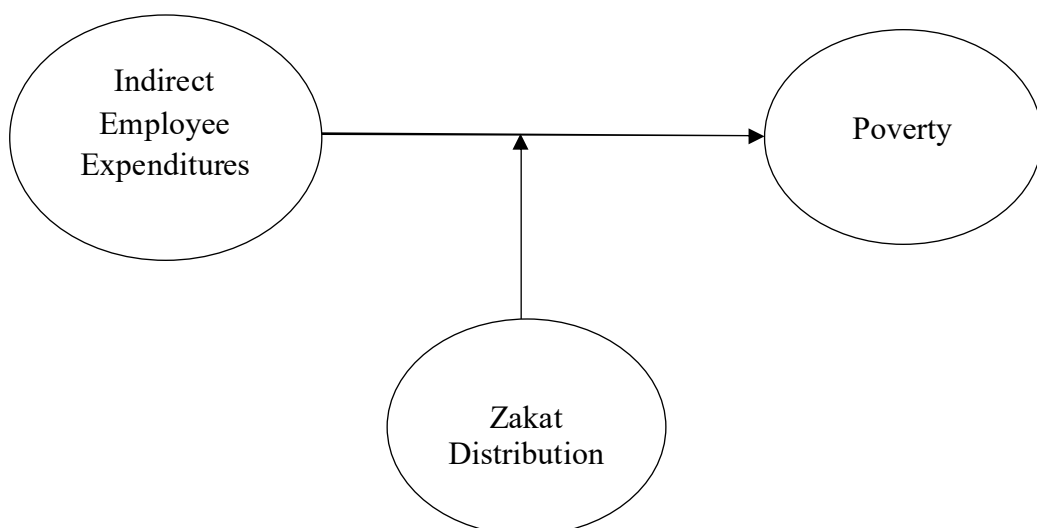 Indirect
Employee
Expenditures
Poverty
Zakat
Distribution